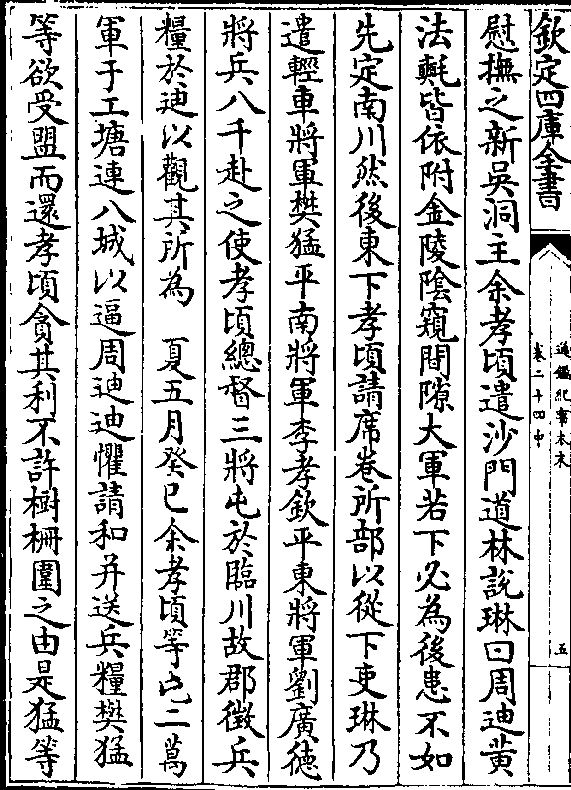 欽定四庫全書
通鑑紀事本末
卷二十四中
五
慰撫之新吳洞主余孝頃遣沙門道林說琳曰周迪黄
法𣰰皆依附金陵陰窺間隙大軍若下必為後患不如
先定南川然後東下孝頃請席卷所部以從下吏琳乃
遣輕車將軍樊猛平南將軍李孝欽平東將軍劉廣徳
將兵八千赴之使孝頃總督三將屯於臨川故郡徵兵
糧於迪以觀其所為　夏五月癸巳余孝頃等屯二萬
軍于工塘連八城以逼周迪迪懼請和并送兵糧樊猛
等欲受盟而還孝頃貪其利不許樹柵圍之由是猛等